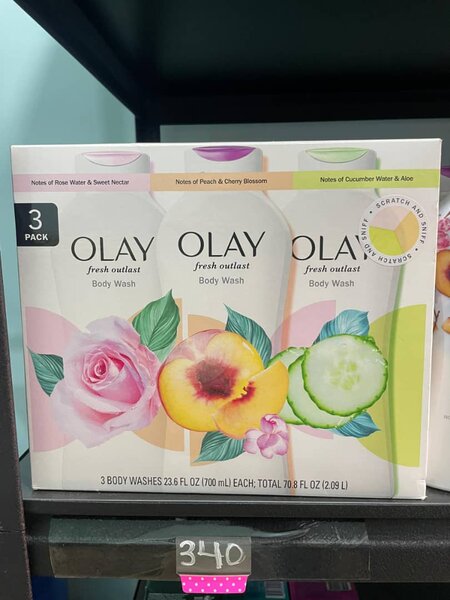 Notes of Rose Water & Sweet Nectar
Notes of Peach & Cherry Blossom
Notes of Cucumber Water & Aloe
3
PACK
SCRATCH AND SNIFF • SCRATCH AND SNIFF •
OLAY
fresh outlast
Body Wash
OLAY
fresh outlast
Body Wash
OLAY
fresh outlast
Body Wash
3 BODY WASHES 23.6 FL OZ (700 mL) EACH; TOTAL 70.8 FL OZ (2.09 L)
340